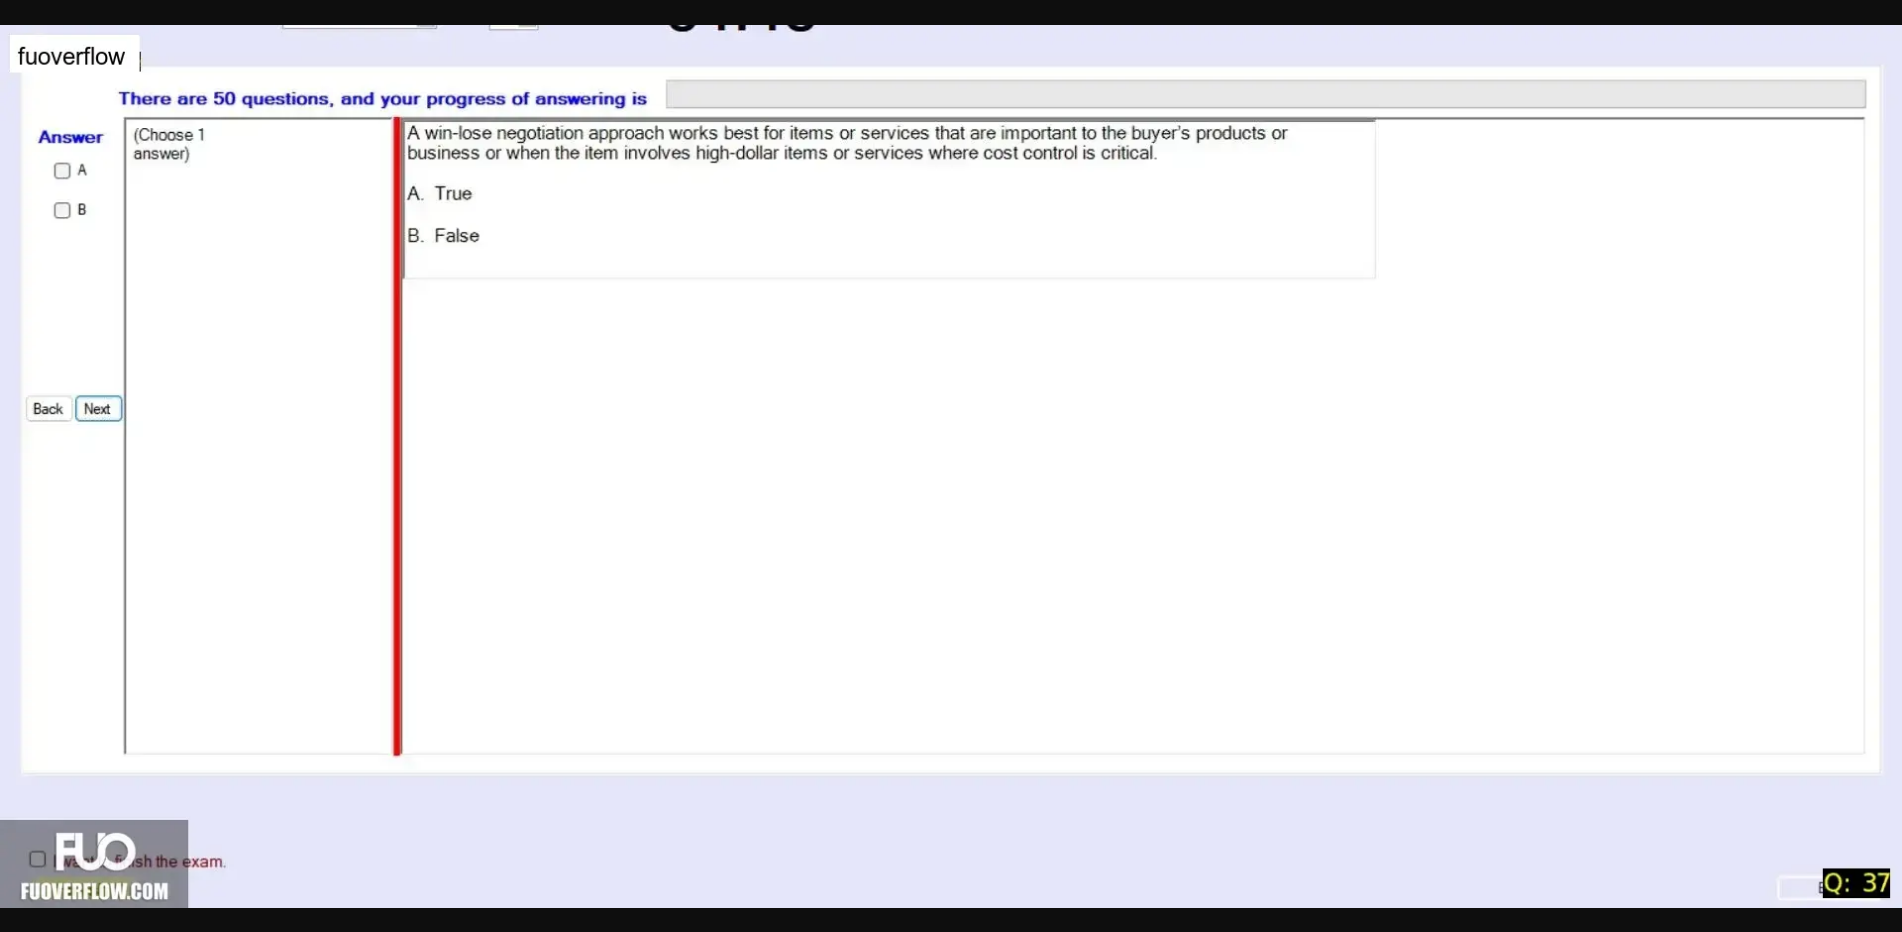 fuoverflow
There are 50 questions, and your progress of answering is
Answer
(Choose 1
answer)
A
B
A win-lose negotiation approach works best for items or services that are important to the buyer's products or
business or when the item involves high-dollar items or services where cost control is critical.
A. True
B. False
Back Next
FUO
finish the exam.
FUOVERFLOW.COM
Q: 37